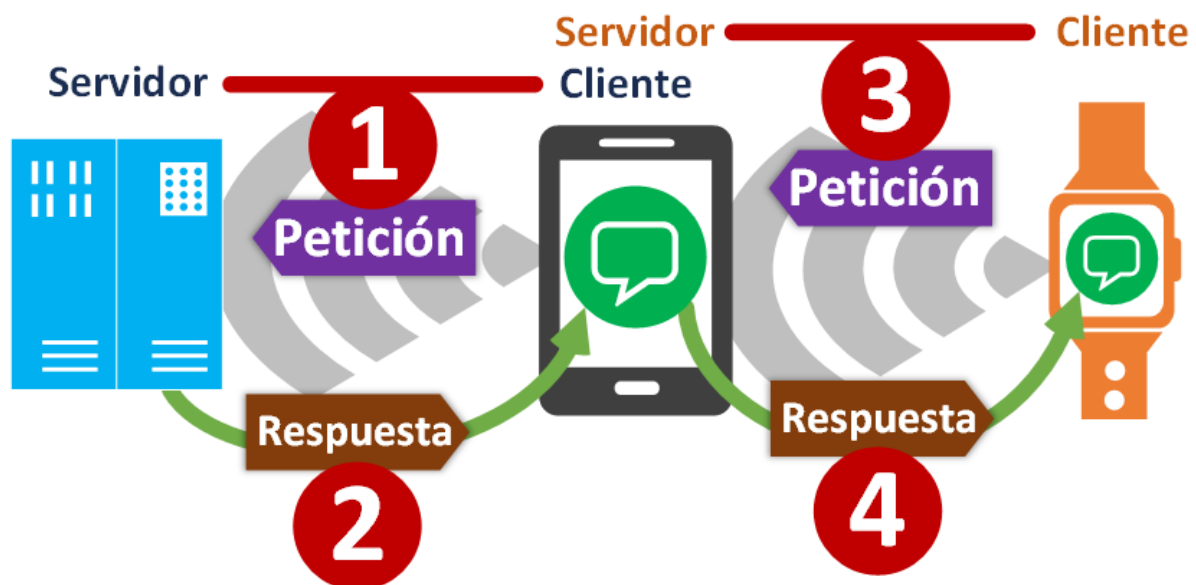 Servidor
Cliente
Servidor
Cliente
1
3
Petición
Petición
Respuesta
Respuesta
2
4